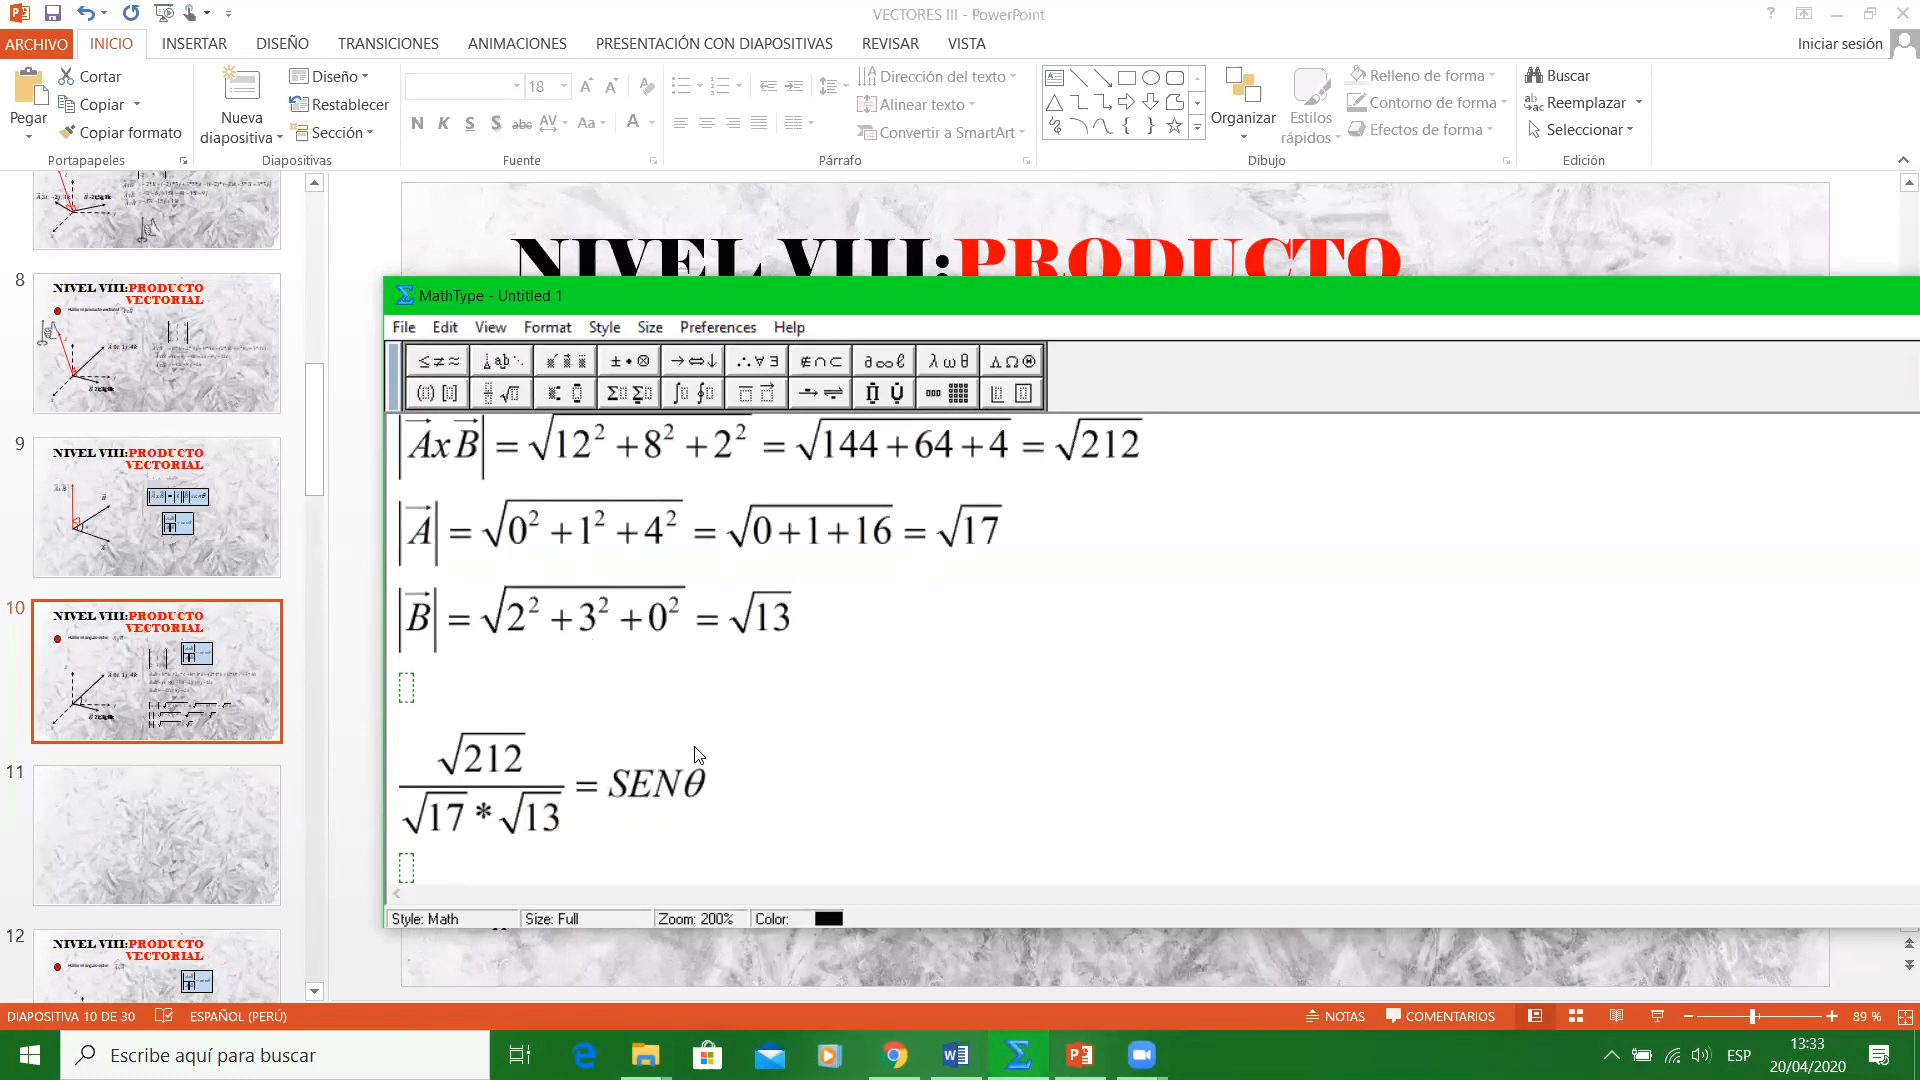 VECTORES III - PowerPoint
ARCHIVO INICIO INSERTAR DISEÑO TRANSICIONES ANIMACIONES PRESENTACIÓN CON DIAPOSITIVAS REVISAR VISTA Iniciar sesión
Pegar
Cortar
Copiar
Copiar formato
Portapapeles
Nueva diapositiva
Diseño
Restablecer
Sección
Diapositivas
18
N K S S abc AV Aa A
Fuente
Dirección del texto
Alinear texto
Convertir a SmartArt
Párrafo
Organizar
Estilos rápidos
Relleno de forma
Contorno de forma
Efectos de forma
Dibujo
Buscar
Reemplazar
Seleccionar
Edición
8
NIVEL VIII:PRODUCTO
VECTORIAL
9
NIVEL VIII:PRODUCTO
VECTORIAL
10
NIVEL VIII:PRODUCTO
VECTORIAL
11
12
NIVEL VIII:PRODUCTO
VECTORIAL
NIVEL VIII:PRODUCTO
MathType - Untitled 1
File Edit View Format Style Size Preferences Help
|A⃗xB⃗| = √(12² + 8² + 2²) = √(144 + 64 + 4) = √212
|A⃗| = √(0² + 1² + 4²) = √(0 + 1 + 16) = √17
|B⃗| = √(2² + 3² + 0²) = √13
√212
———— = SENθ
√17 * √13
Style: Math Size: Full Zoom: 200% Color:
DIAPOSITIVA 10 DE 30 ESPAÑOL (PERÚ) NOTAS COMENTARIOS 89 %
Escribe aquí para buscar
ESP
13:33
20/04/2020